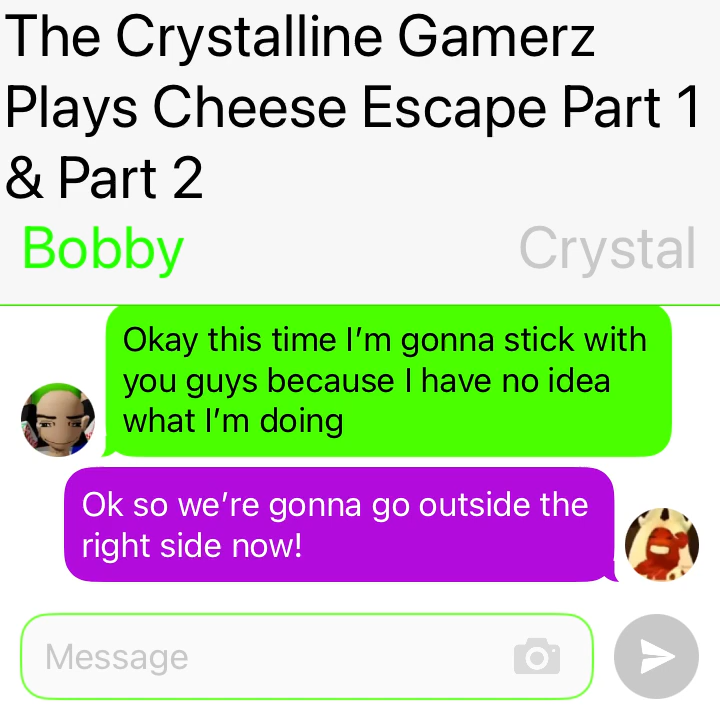 The Crystalline Gamerz
Plays Cheese Escape Part 1
& Part 2
Bobby
Crystal
Okay this time I’m gonna stick with
you guys because I have no idea
what I’m doing
Ok so we’re gonna go outside the
right side now!
Message